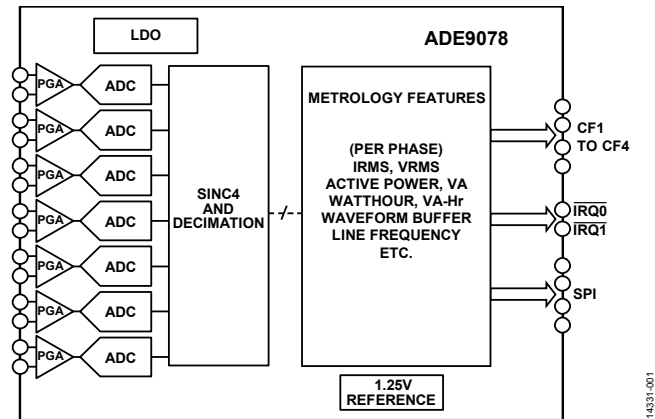 LDO
ADE9078
PGA
ADC
PGA
ADC
PGA
ADC
PGA
ADC
PGA
ADC
PGA
ADC
PGA
ADC
SINC4
AND
DECIMATION
METROLOGY FEATURES
(PER PHASE)
IRMS, VRMS
ACTIVE POWER, VA
WATTHOUR, VA-Hr
WAVEFORM BUFFER
LINE FREQUENCY
ETC.
CF1
TO CF4
IRQ0
IRQ1
SPI
1.25V
REFERENCE
14331-001